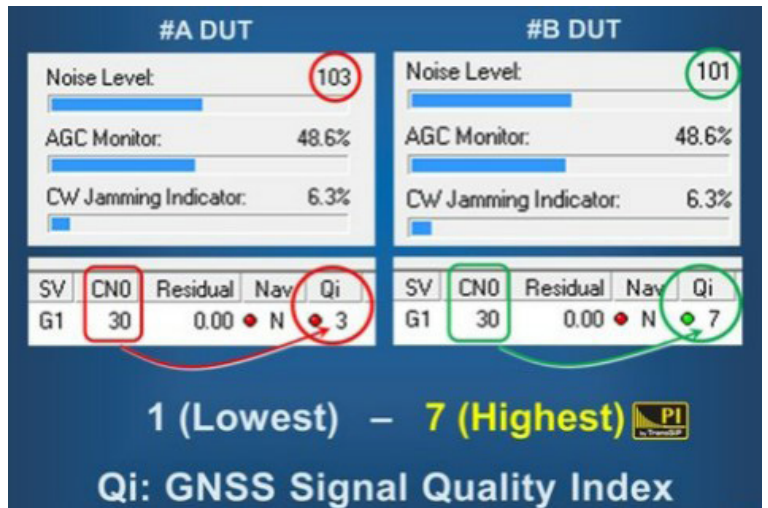 #A DUT
Noise Level: 103
AGC Monitor: 48.6%
CW Jamming Indicator: 6.3%
SV CN0 Residual Nav Qi
G1 30 0.00 N 3
#B DUT
Noise Level: 101
AGC Monitor: 48.6%
CW Jamming Indicator: 6.3%
SV CN0 Residual Nav Qi
G1 30 0.00 N 7
1 (Lowest) – 7 (Highest) PI
by TransSiP
Qi: GNSS Signal Quality Index